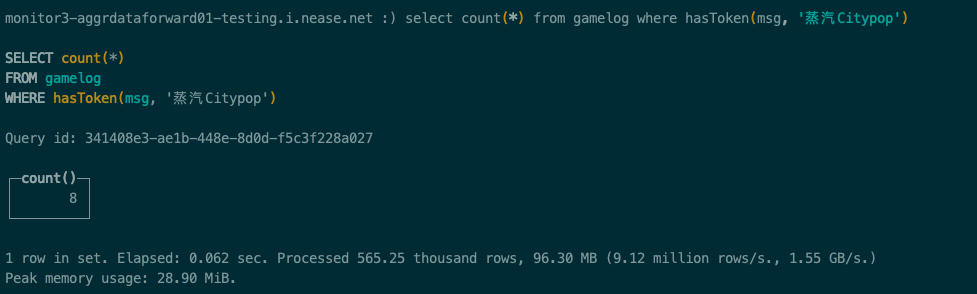 monitor3-aggrdataforward01-testing.i.nease.net :) select count(*) from gamelog where hasToken(msg, '蒸汽Citypop')
SELECT count(*)
FROM gamelog
WHERE hasToken(msg, '蒸汽Citypop')
Query id: 341408e3-ae1b-448e-8d0d-f5c3f228a027
count()
8
1 row in set. Elapsed: 0.062 sec. Processed 565.25 thousand rows, 96.30 MB (9.12 million rows/s., 1.55 GB/s.)
Peak memory usage: 28.90 MiB.